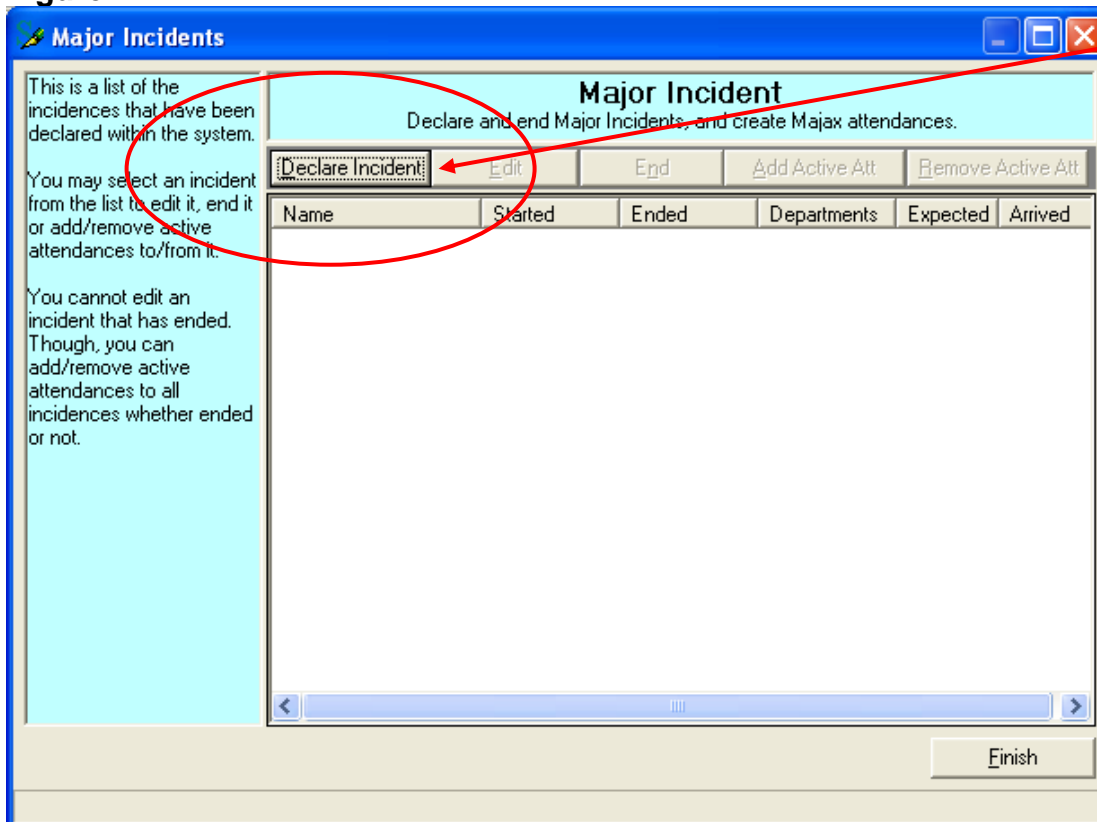 Major Incidents
This is a list of the
incidences that have been
declared within the system.
You may select an incident
from the list to edit it, end it
or add/remove active
attendances to/from it.
You cannot edit an
incident that has ended.
Though, you can
add/remove active
attendances to all
incidences whether ended
or not.
Major Incident
Declare and end Major Incidents, and create Majax attendances.
Declare Incident Edit End Add Active Att Remove Active Att
Name Started Ended Departments Expected Arrived
Finish